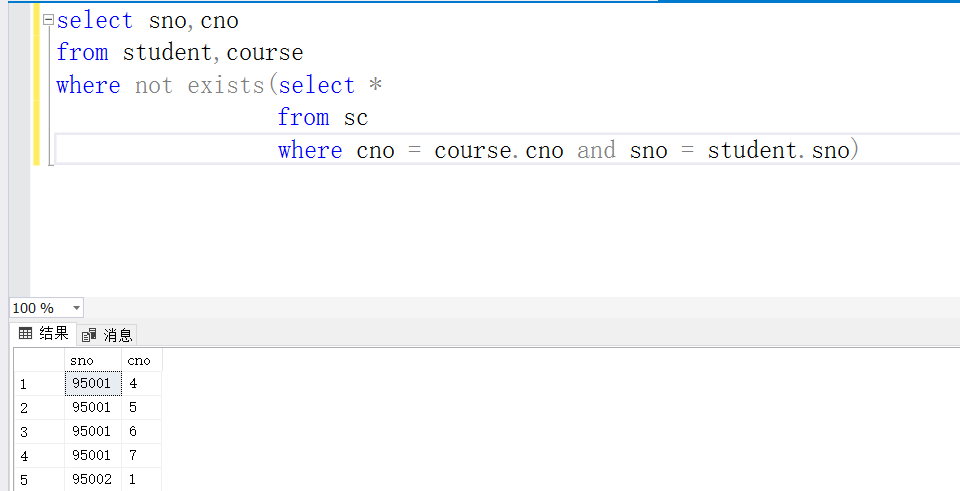 select sno,cno
from student,course
where not exists(select *
from sc
where cno = course.cno and sno = student.sno)
100 %
结果 消息
sno cno
1 95001 4
2 95001 5
3 95001 6
4 95001 7
5 95002 1